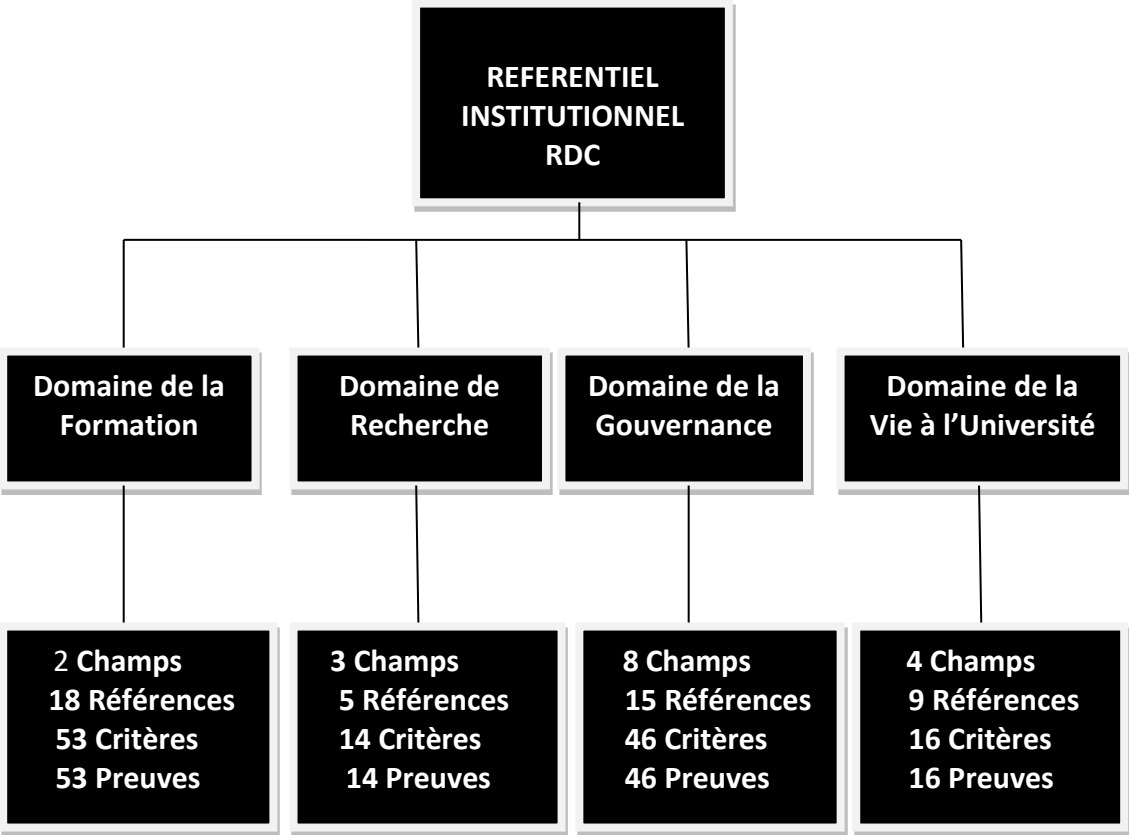 REFERENTIEL
INSTITUTIONNEL
RDC
Domaine de la
Formation
Domaine de
Recherche
Domaine de la
Gouvernance
Domaine de la
Vie à l’Université
2 Champs
18 Références
53 Critères
53 Preuves
3 Champs
5 Références
14 Critères
14 Preuves
8 Champs
15 Références
46 Critères
46 Preuves
4 Champs
9 Références
16 Critères
16 Preuves